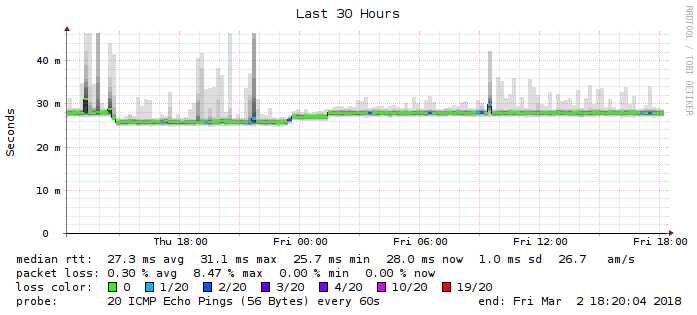 Last 30 Hours
RRDTOOL / TOBI OETIKER
Seconds
40 m
30 m
20 m
10 m
0
Thu 18:00 Fri 00:00 Fri 06:00 Fri 12:00 Fri 18:00
median rtt: 27.3 ms avg 31.1 ms max 25.7 ms min 28.0 ms now 1.0 ms sd 26.7 am/s
packet loss: 0.30 % avg 8.47 % max 0.00 % min 0.00 % now
loss color: 0 1/20 2/20 3/20 4/20 10/20 19/20
probe: 20 ICMP Echo Pings (56 Bytes) every 60s end: Fri Mar 2 18:20:04 2018